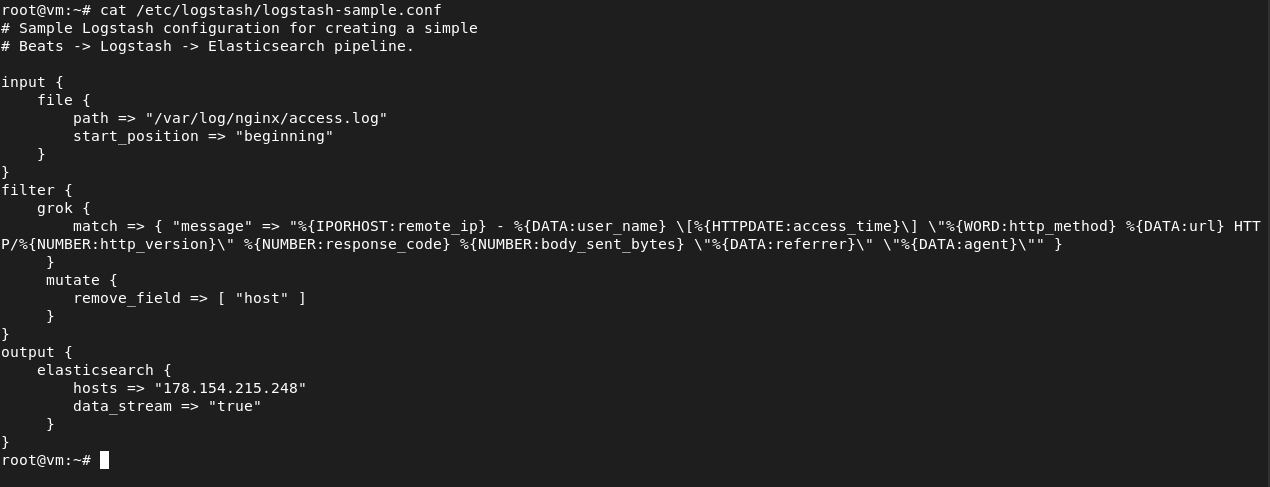 root@vm:~# cat /etc/logstash/logstash-sample.conf
# Sample Logstash configuration for creating a simple
# Beats -> Logstash -> Elasticsearch pipeline.

input {
    file {
        path => "/var/log/nginx/access.log"
        start_position => "beginning"
    }
}
filter {
    grok {
        match => { "message" => "%{IPORHOST:remote_ip} - %{DATA:user_name} \[%{HTTPDATE:access_time}\] \"%{WORD:http_method} %{DATA:url} HTT
P/%{NUMBER:http_version}\" %{NUMBER:response_code} %{NUMBER:body_sent_bytes} \"%{DATA:referrer}\" \"%{DATA:agent}\"" }
     }
     mutate {
        remove_field => [ "host" ]
     }
}
output {
    elasticsearch {
        hosts => "178.154.215.248"
        data_stream => "true"
     }
}
root@vm:~#